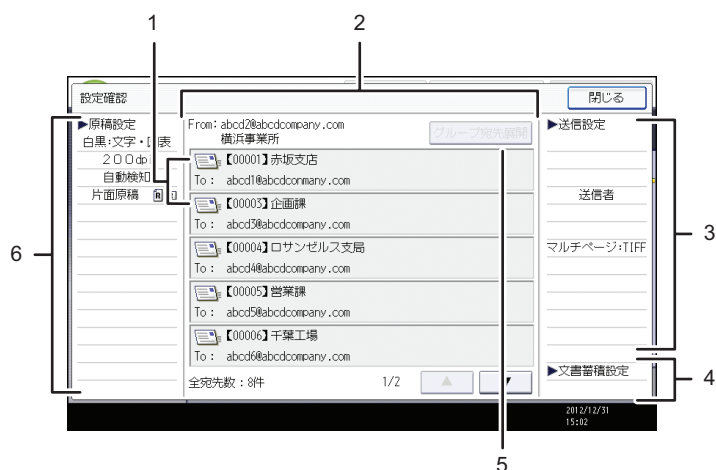 1
2
設定確認
閉じる
▶原稿設定
白黒:文字・図表
200dpi
自動検知
片面原稿
From: abcd2@abcdcompany.com
横浜事業所
グループ宛先展開
【00001】赤坂支店
To: abcd1@abcdconmany.com
【00003】企画課
To: abcd3@abcdcompany.com
【00004】ロサンゼルス支局
To: abcd4@abcdcompany.com
【00005】営業課
To: abcd5@abcdcompany.com
【00006】千葉工場
To: abcd6@abcdcompany.com
全宛先数:8件
1/2
▲
▼
▶送信設定
送信者
マルチページ:TIFF
▶文書蓄積設定
2012/12/31
15:02
3
4
5
6